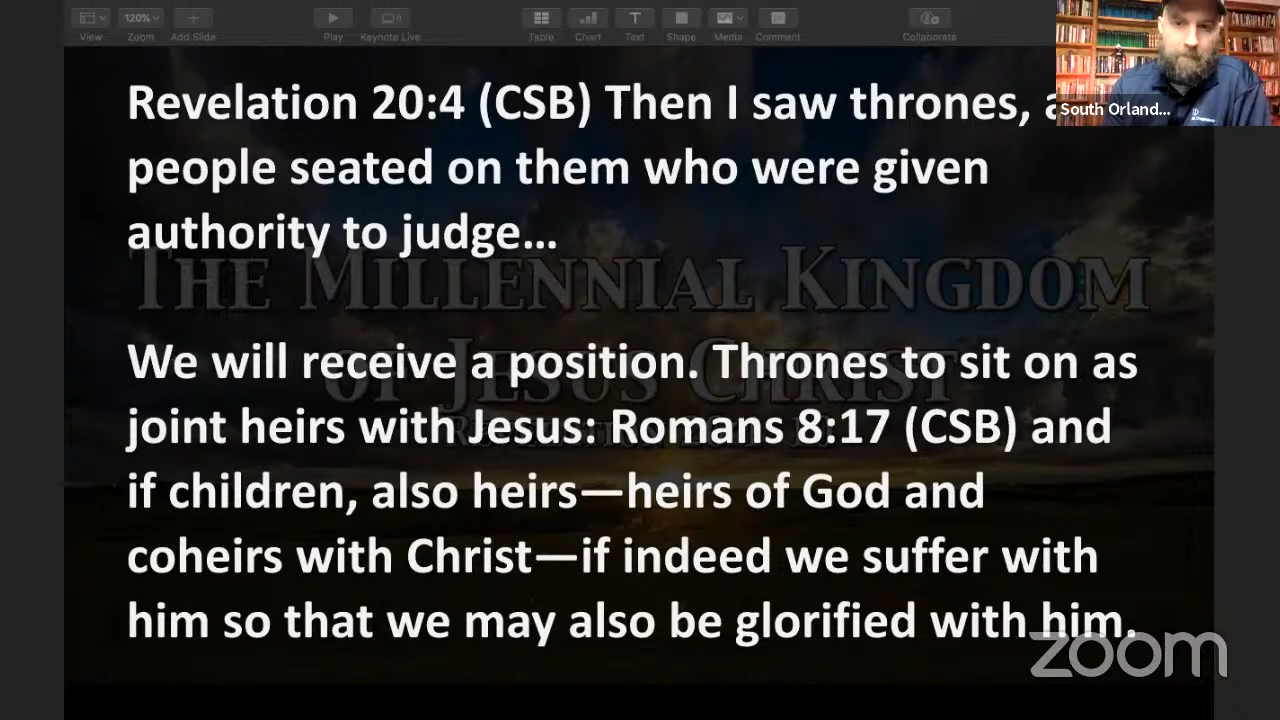 View
120%
Zoom
Add Slide
Play
Keynote Live
Table
Chart
Text
Shape
Media
Comment
Collaborate
South Orland...
Revelation 20:4 (CSB) Then I saw thrones,
people seated on them who were given
authority to judge…
THE MILLENNIAL KINGDOM
OF JESUS CHRIST
We will receive a position. Thrones to sit on as
joint heirs with Jesus: Romans 8:17 (CSB) and
if children, also heirs—heirs of God and
coheirs with Christ—if indeed we suffer with
him so that we may also be glorified with him.
zoom